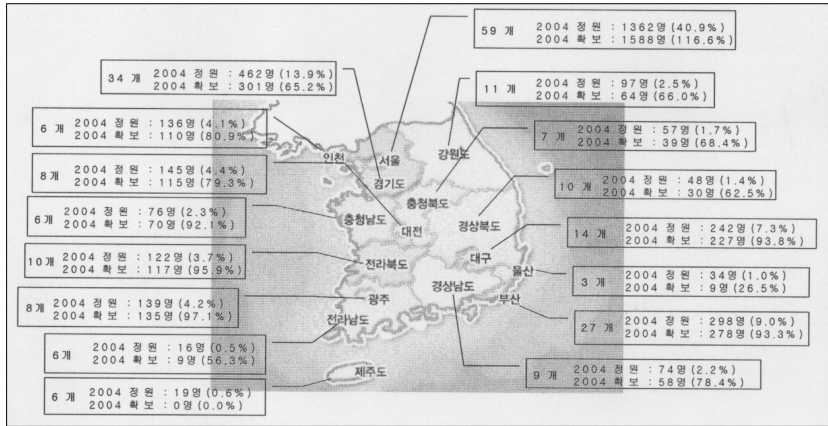 59 개 2004 정원 : 1362명(40.9%)
2004 확보 : 1588명(116.6%)
34 개 2004 정원 : 462명(13.9%)
2004 확보 : 301명(65.2%)
11 개 2004 정원 : 97명(2.5%)
2004 확보 : 64명(66.0%)
6 개 2004 정원 : 136명(4.1%)
2004 확보 : 110명(80.9%)
7 개 2004 정원 : 57명(1.7%)
2004 확보 : 39명(68.4%)
8개 2004 정원 : 145명(4.4%)
2004 확보 : 115명(79.3%)
10 개 2004 정원 : 48명(1.4%)
2004 확보 : 30명(62.5%)
6개 2004 정원 : 76명(2.3%)
2004 확보 : 70명(92.1%)
14 개 2004 정원 : 242명(7.3%)
2004 확보 : 227명(93.8%)
10개 2004 정원 : 122명(3.7%)
2004 확보 : 117명(95.9%)
3 개 2004 정원 : 34명(1.0%)
2004 확보 : 9명(26.5%)
8개 2004 정원 : 139명(4.2%)
2004 확보 : 135명(97.1%)
27 개 2004 정원 : 298명(9.0%)
2004 확보 : 278명(93.3%)
6개 2004 정원 : 16명(0.5%)
2004 확보 : 9명(56.3%)
9 개 2004 정원 : 74명(2.2%)
2004 확보 : 58명(78.4%)
6 개 2004 정원 : 19명(0.6%)
2004 확보 : 0명(0.0%)
인천
서울
강원도
경기도
충청북도
충청남도
대전
경상북도
대구
전라북도
울산
경상남도
광주
부산
전라남도
제주도